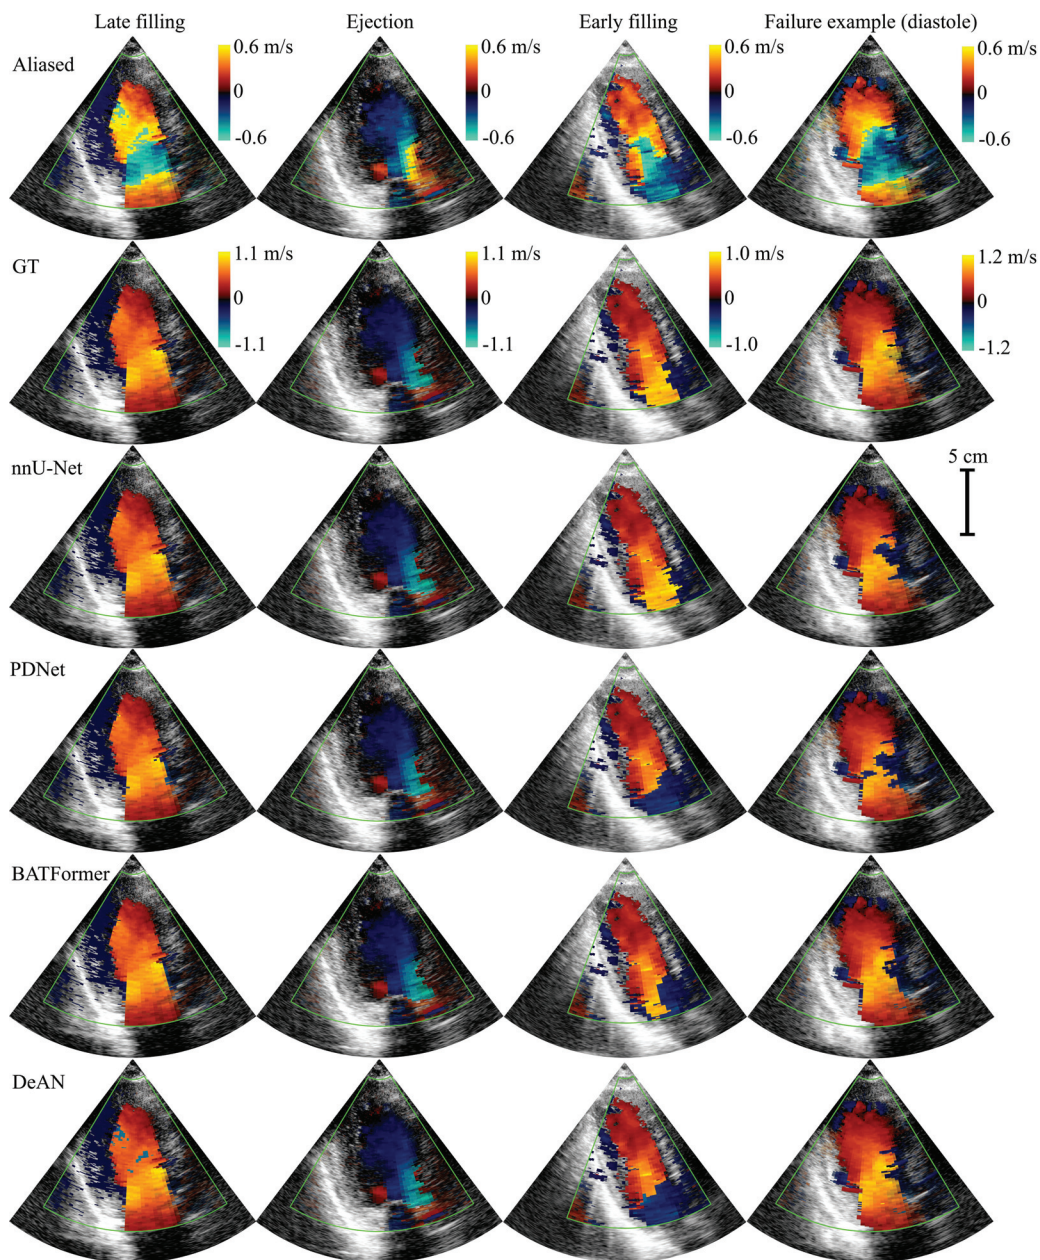 Late filling
Ejection
Early filling
Failure example (diastole)
Aliased
0.6 m/s
0
-0.6
0.6 m/s
0
-0.6
0.6 m/s
0
-0.6
0.6 m/s
0
-0.6
GT
1.1 m/s
0
-1.1
1.1 m/s
0
-1.1
1.0 m/s
0
-1.0
1.2 m/s
0
-1.2
nnU-Net
5 cm
PDNet
BATFormer
DeAN